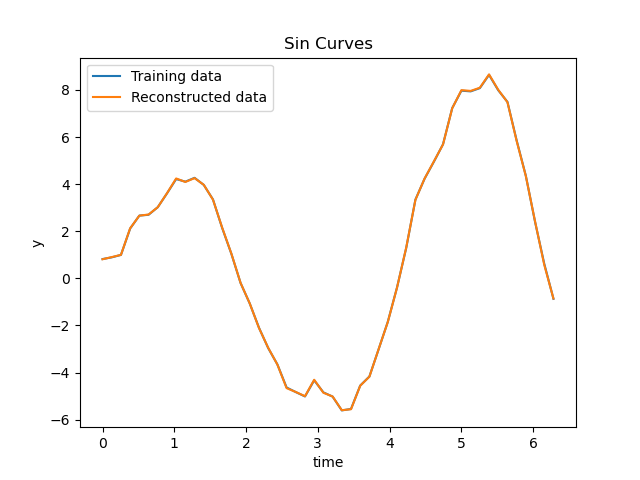 Sin Curves
Training data
Reconstructed data
8
6
4
2
0
−2
−4
−6
y
0 1 2 3 4 5 6
time